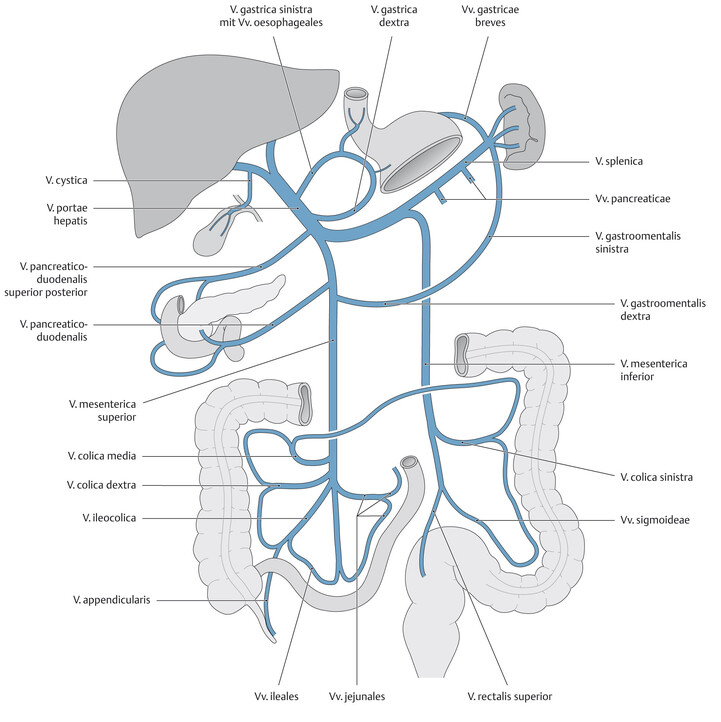 V. gastrica sinistra
mit Vv. oesophageales
V. gastrica
dextra
Vv. gastricae
breves
V. cystica
V. portae
hepatis
V. pancreatico-
duodenalis
superior posterior
V. pancreatico-
duodenalis
V. mesenterica
superior
V. colica media
V. colica dextra
V. ileocolica
V. appendicularis
V. splenica
Vv. pancreaticae
V. gastroomentalis
sinistra
V. gastroomentalis
dextra
V. mesenterica
inferior
V. colica sinistra
Vv. sigmoideae
Vv. ileales
Vv. jejunales
V. rectalis superior